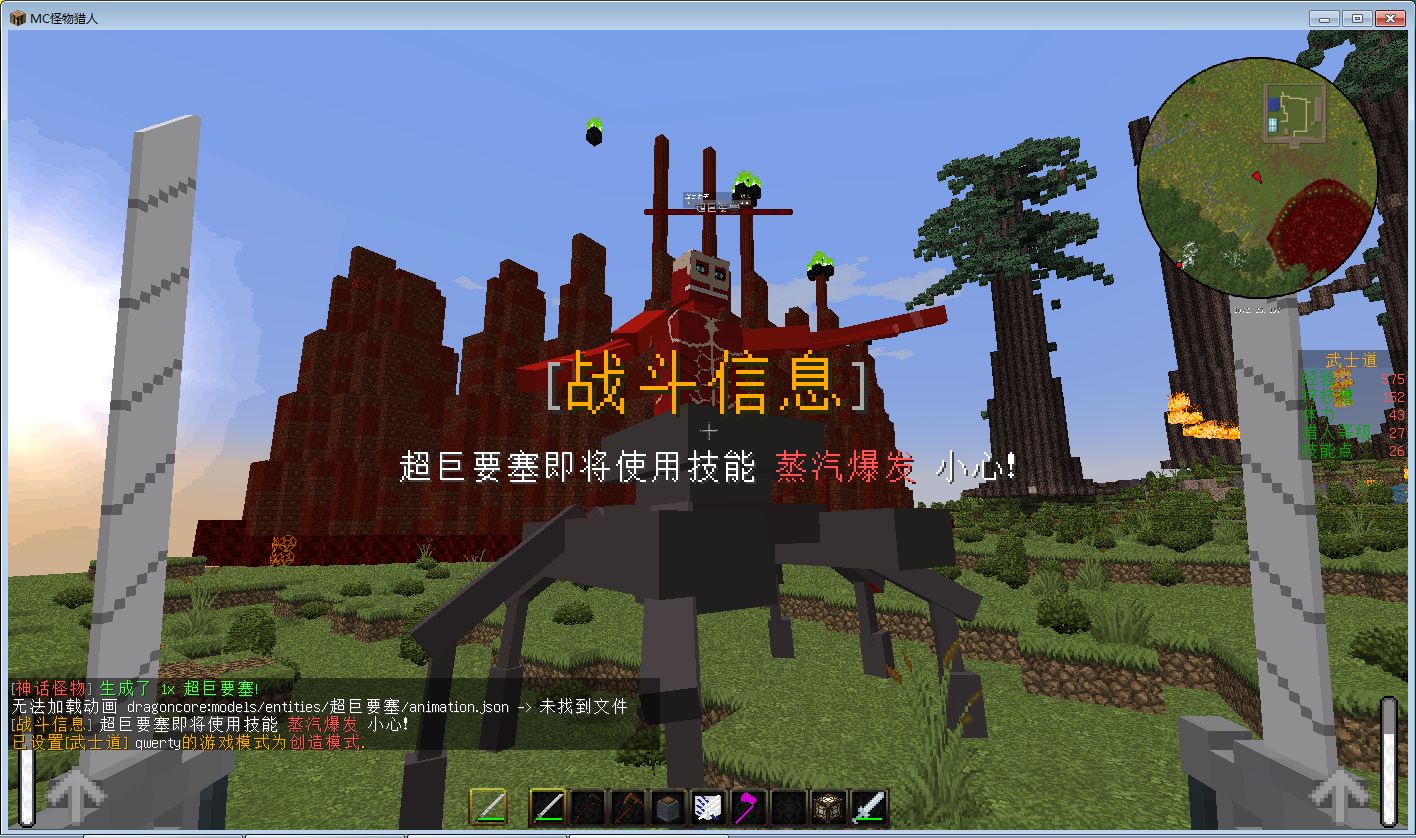 MC怪物猎人
[战斗信息]
超巨要塞即将使用技能 蒸汽爆发 小心!
武士道
575
152
体力 43
猎人等级 27
技能点 26
[神话怪物] 生成了 1x 超巨要塞!
无法加载动画 dragoncore:models/entities/超巨要塞/animation.json -> 未找到文件
[战斗信息] 超巨要塞即将使用技能 蒸汽爆发 小心!
已设置[武士道] qwerty的游戏模式为创造模式.